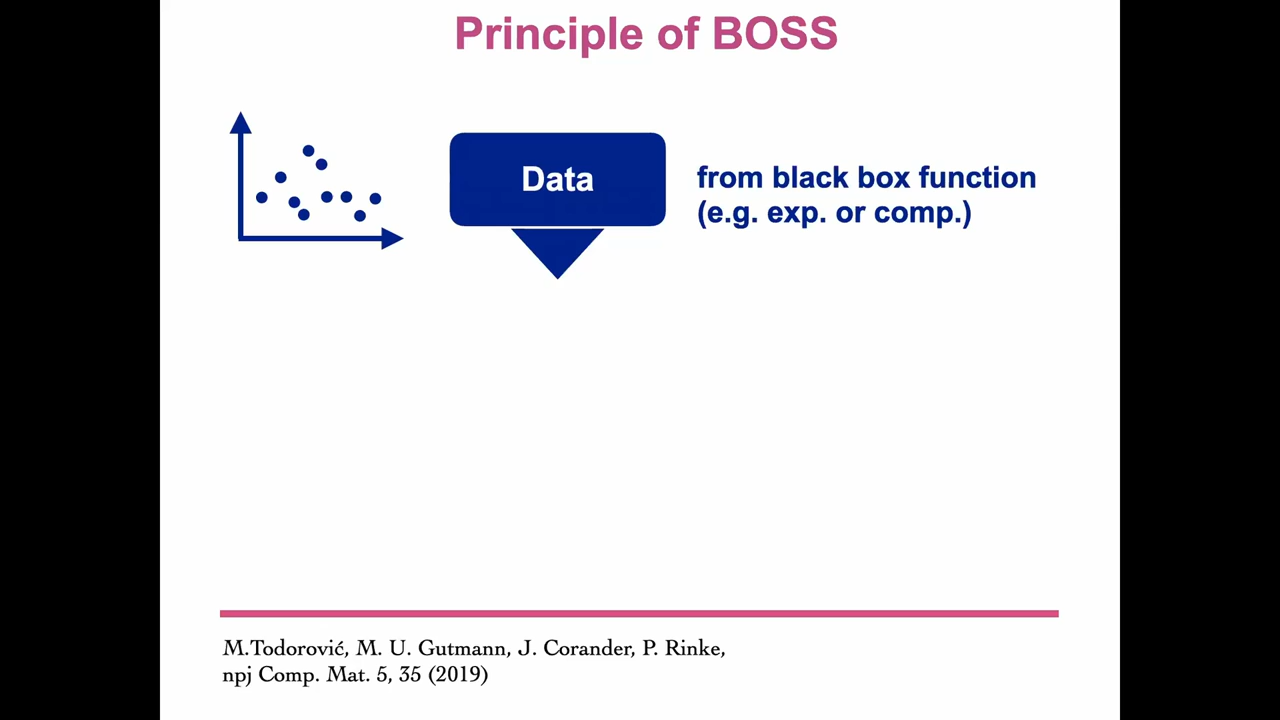 Principle of BOSS
Data
from black box function
(e.g. exp. or comp.)
M.Todorović, M. U. Gutmann, J. Corander, P. Rinke,
npj Comp. Mat. 5, 35 (2019)